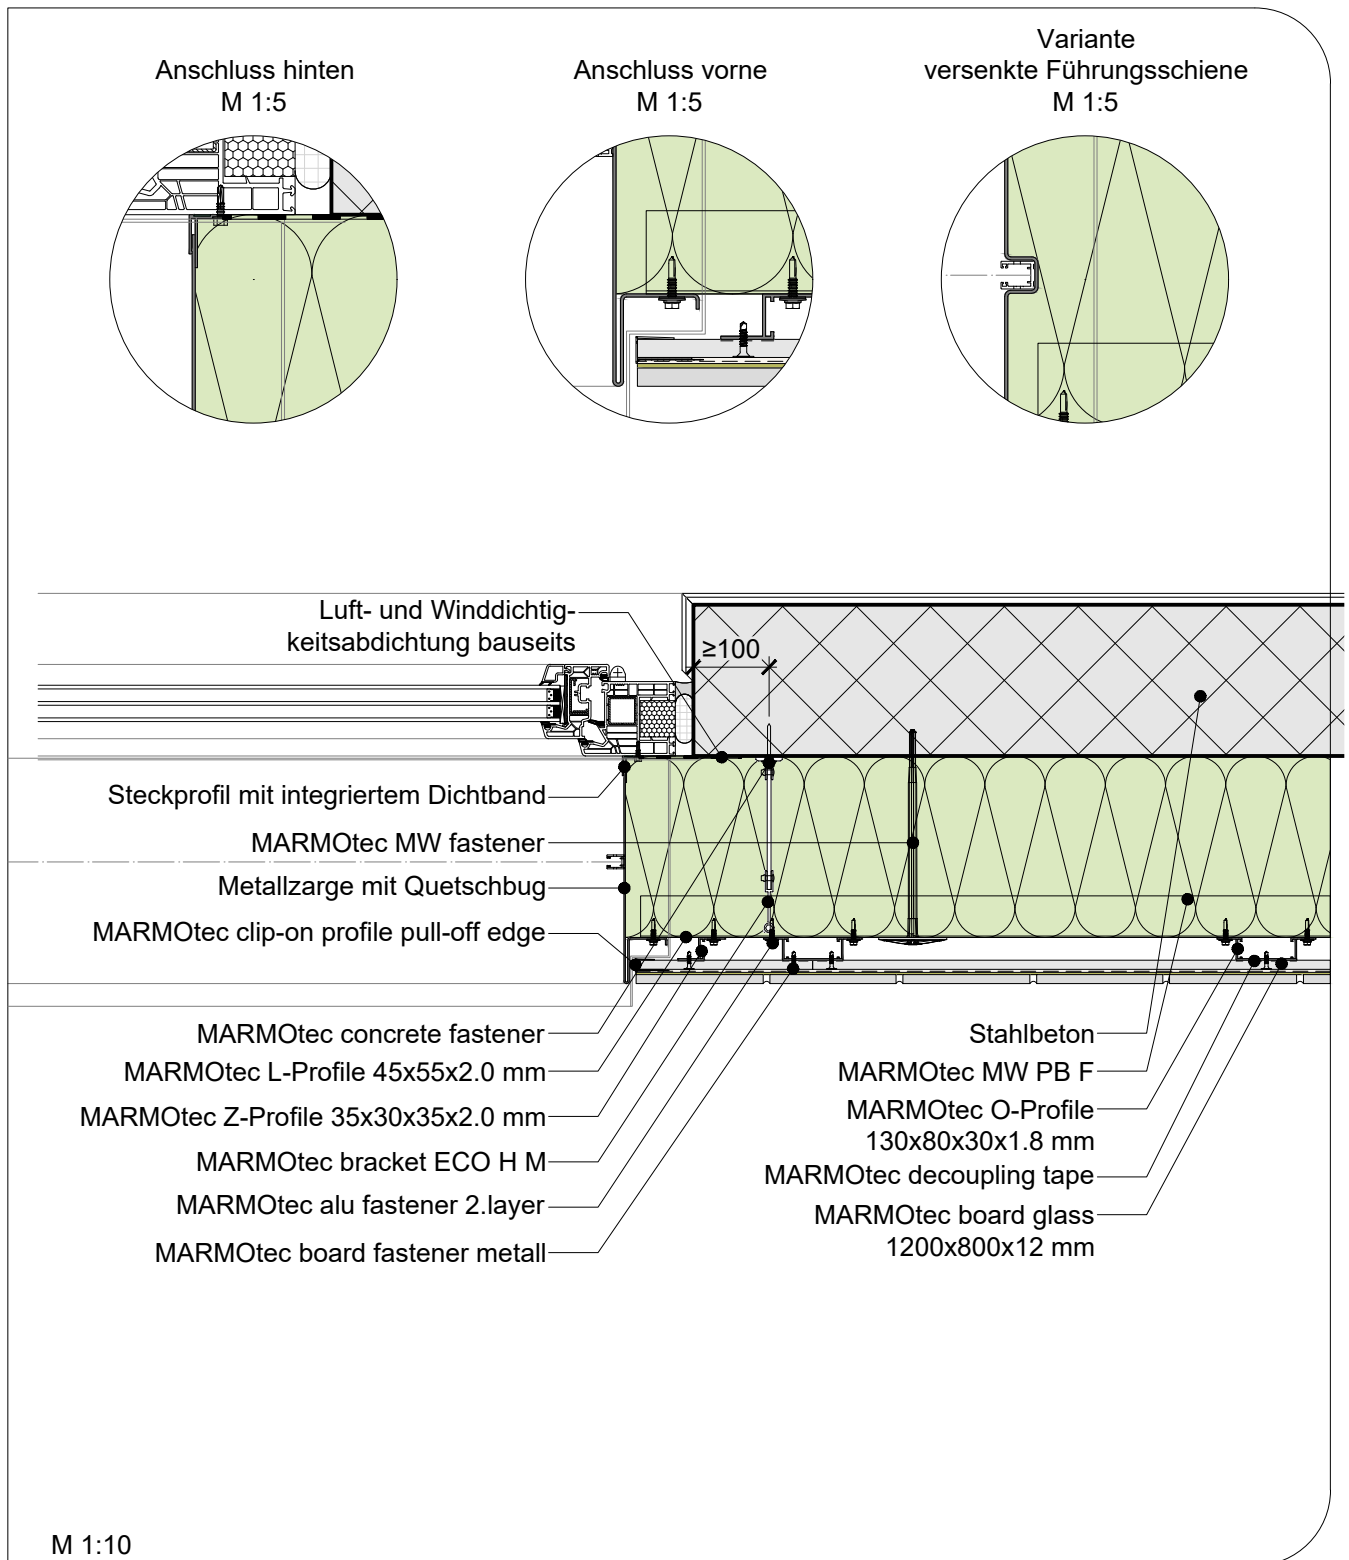 Anschluss hinten
M 1:5
Anschluss vorne
M 1:5
Variante
versenkte Führungsschiene
M 1:5
Luft- und Winddichtig-
keitsabdichtung bauseits
≥100
Steckprofil mit integriertem Dichtband
MARMOtec MW fastener
Metallzarge mit Quetschbug
MARMOtec clip-on profile pull-off edge
MARMOtec concrete fastener
MARMOtec L-Profile 45x55x2.0 mm
MARMOtec Z-Profile 35x30x35x2.0 mm
MARMOtec bracket ECO H M
MARMOtec alu fastener 2.layer
MARMOtec board fastener metall
Stahlbeton
MARMOtec MW PB F
MARMOtec O-Profile
130x80x30x1.8 mm
MARMOtec decoupling tape
MARMOtec board glass
1200x800x12 mm
M 1:10